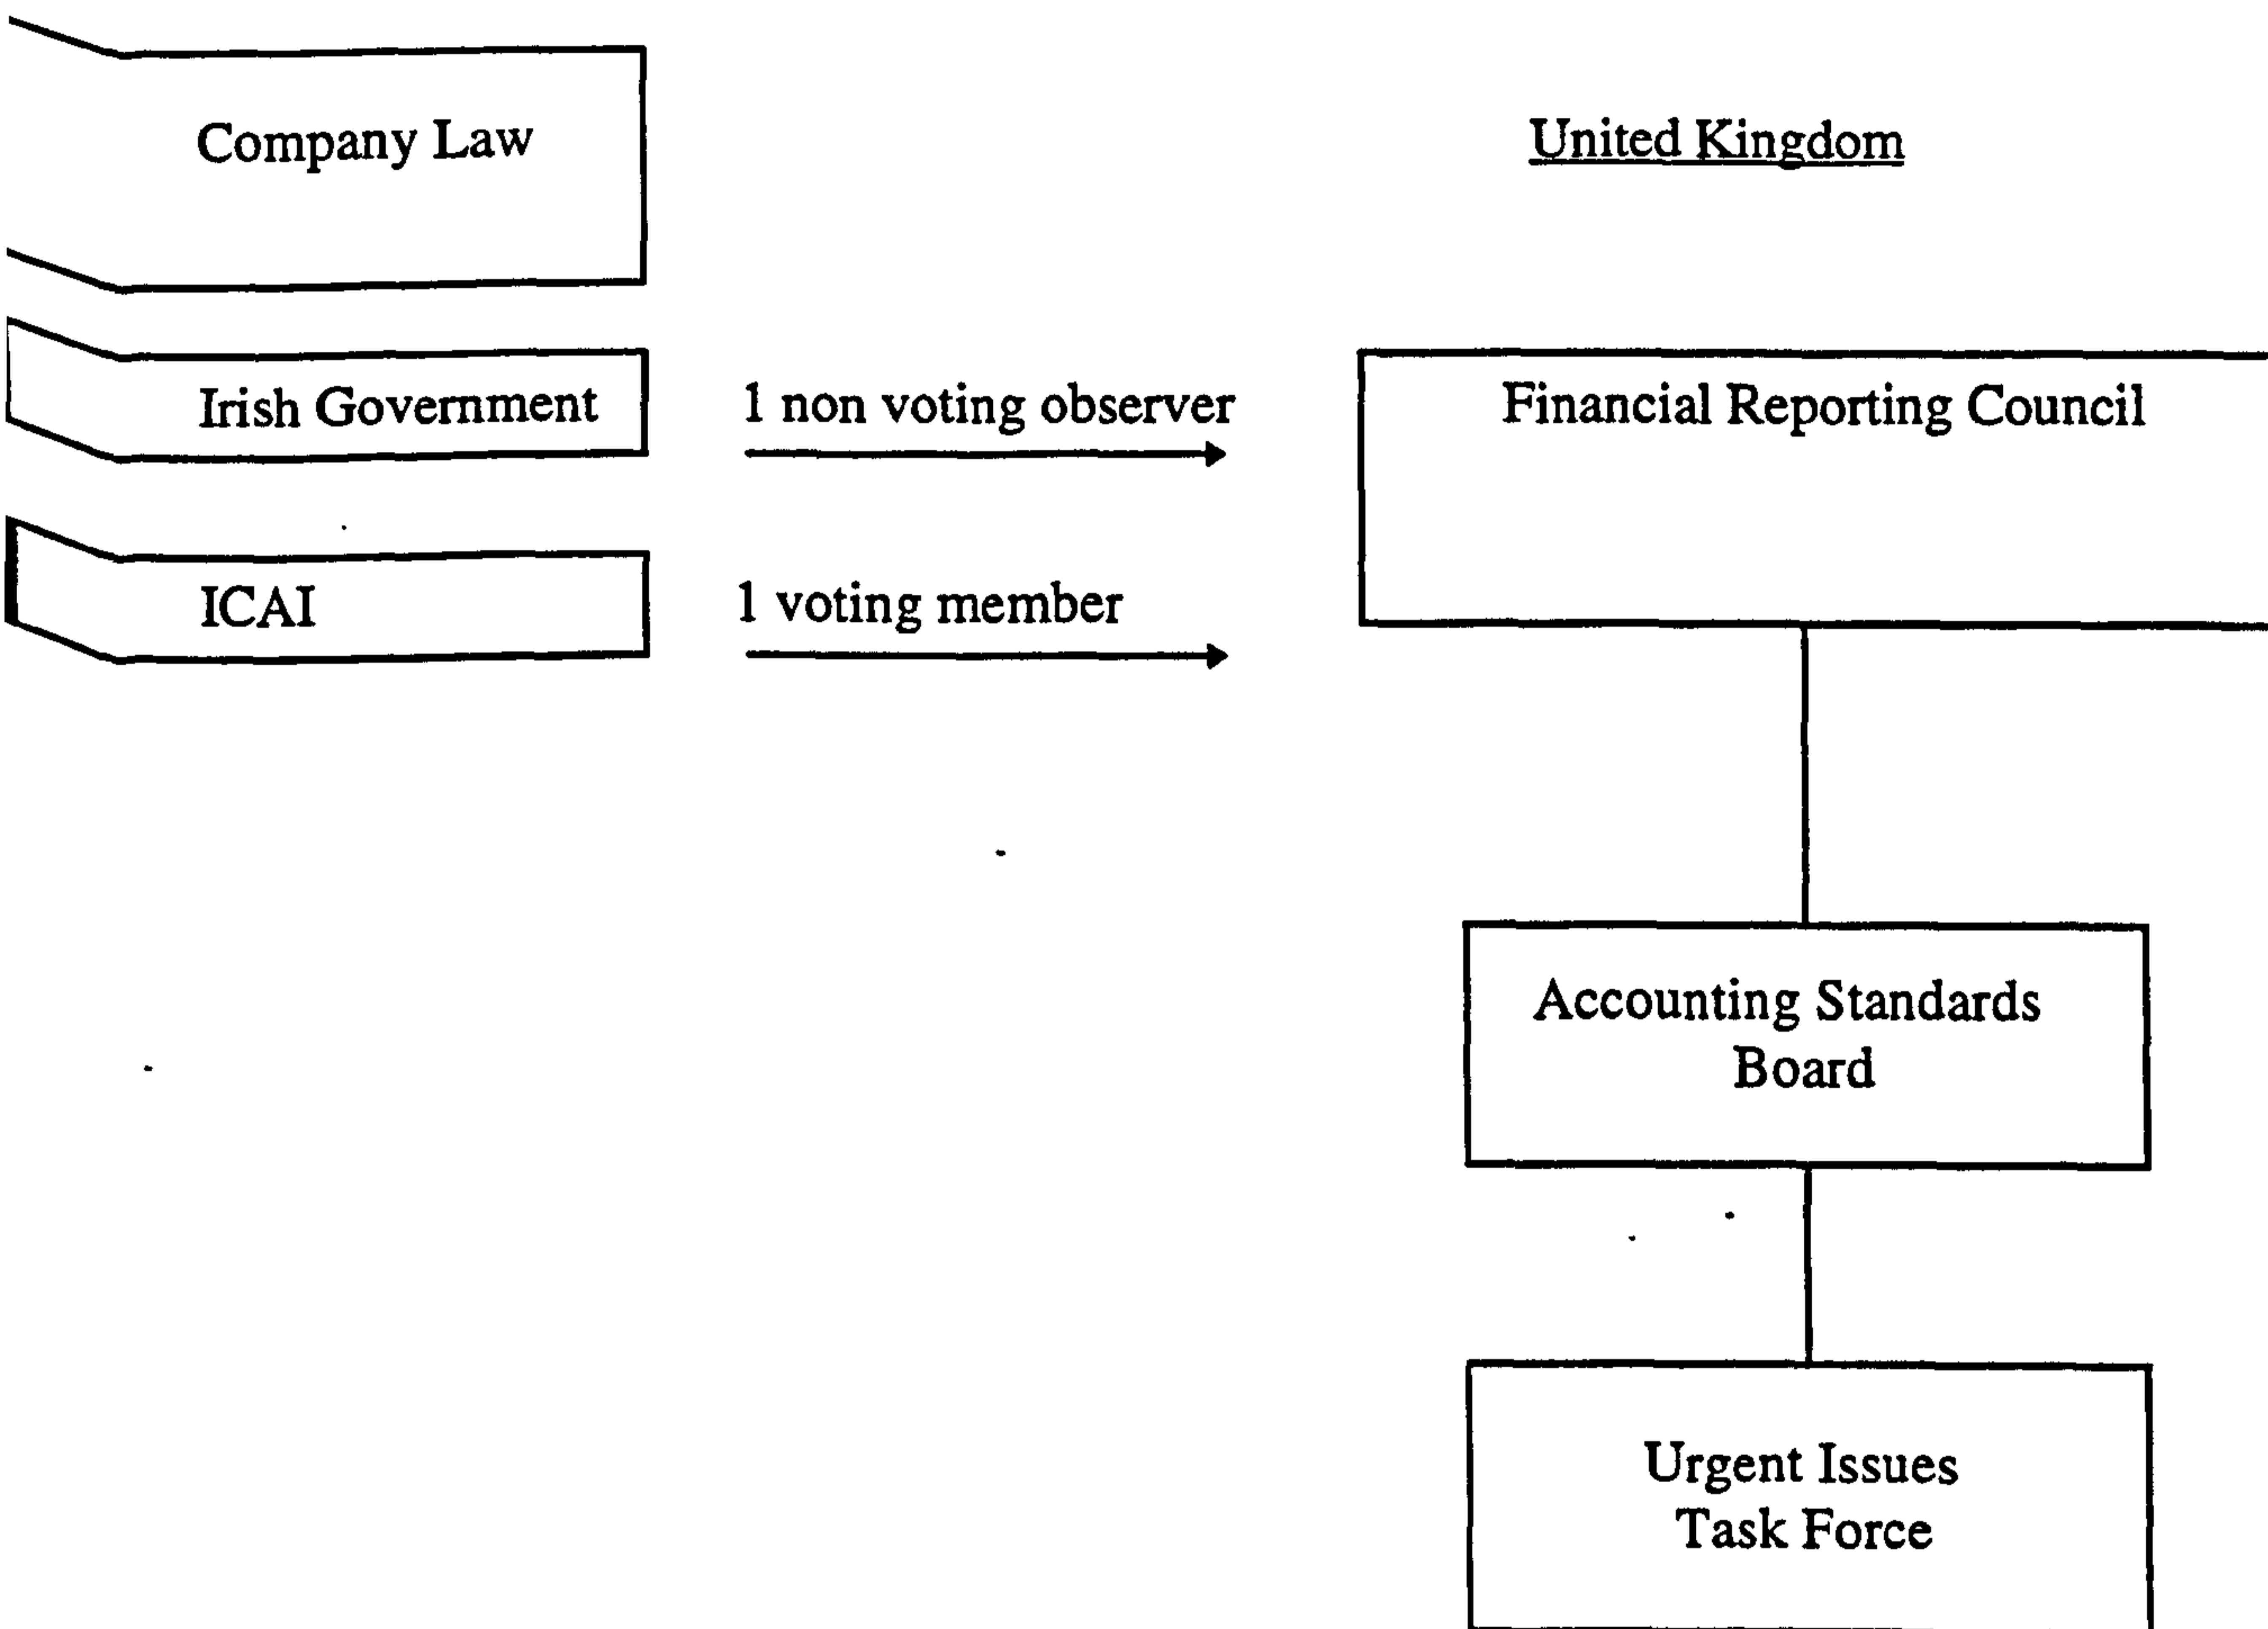 Company Law
United Kingdom
Irish Government
1 non voting observer
Financial Reporting Council
ICAI
1 voting member
Accounting Standards
Board
Urgent Issues
Task Force